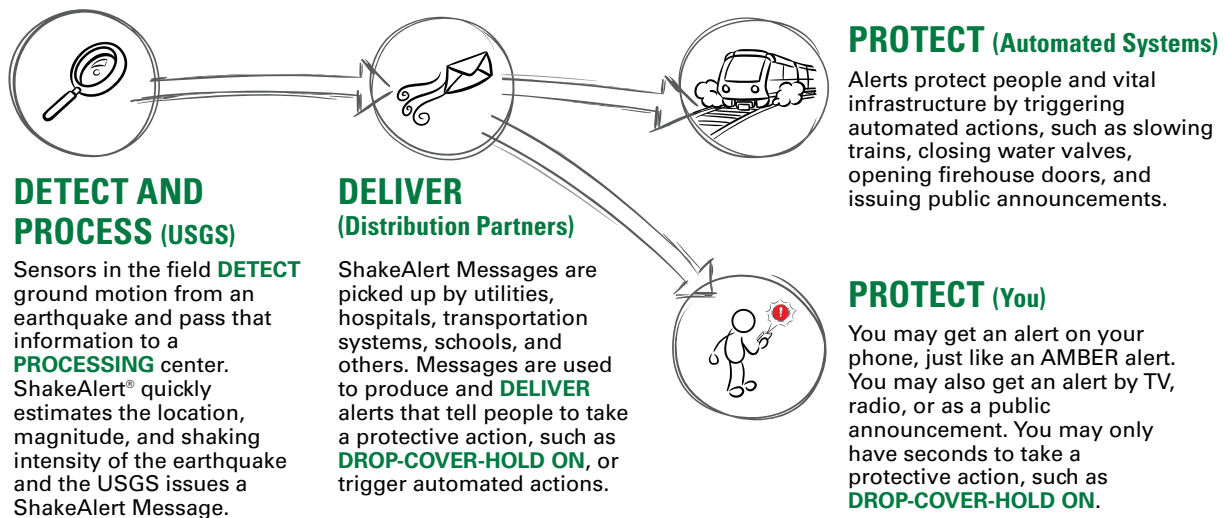 DETECT AND
PROCESS (USGS)
Sensors in the field DETECT
ground motion from an
earthquake and pass that
information to a
PROCESSING center.
ShakeAlert® quickly
estimates the location,
magnitude, and shaking
intensity of the earthquake
and the USGS issues a
ShakeAlert Message.
DELIVER
(Distribution Partners)
ShakeAlert Messages are
picked up by utilities,
hospitals, transportation
systems, schools, and
others. Messages are used
to produce and DELIVER
alerts that tell people to take
a protective action, such as
DROP-COVER-HOLD ON, or
trigger automated actions.
PROTECT (Automated Systems)
Alerts protect people and vital
infrastructure by triggering
automated actions, such as slowing
trains, closing water valves,
opening firehouse doors, and
issuing public announcements.
PROTECT (You)
You may get an alert on your
phone, just like an AMBER alert.
You may also get an alert by TV,
radio, or as a public
announcement. You may only
have seconds to take a
protective action, such as
DROP-COVER-HOLD ON.